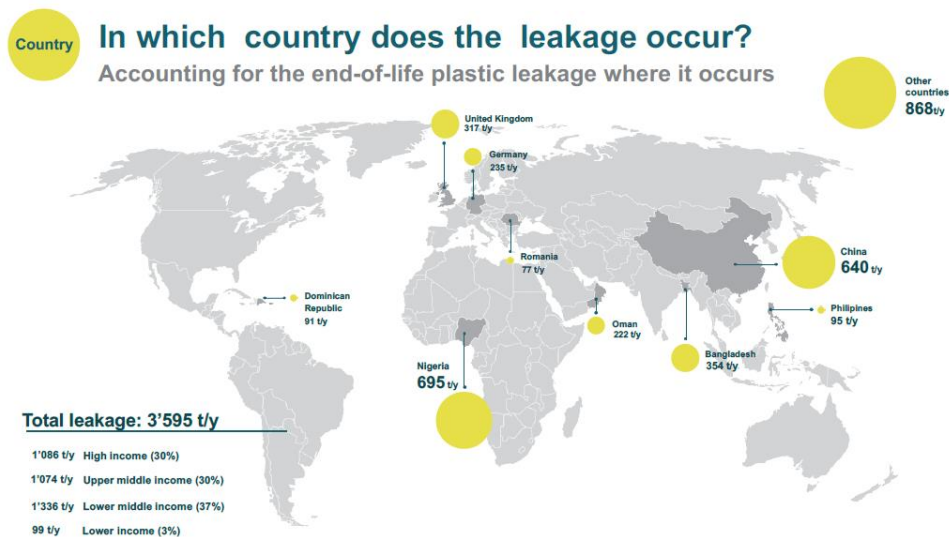 Country
In which country does the leakage occur?
Accounting for the end-of-life plastic leakage where it occurs
Other
countries
868t/y
United Kingdom
317 t/y
Germany
235 t/y
Romania
77 t/y
China
640 t/y
Dominican
Republic
91 t/y
Philipines
95 t/y
Oman
222 t/y
Bangladesh
354 t/y
Nigeria
695 t/y
Total leakage: 3'595 t/y
1'086 t/y High income (30%)
1'074 t/y Upper middle income (30%)
1'336 t/y Lower middle income (37%)
99 t/y Lower income (3%)